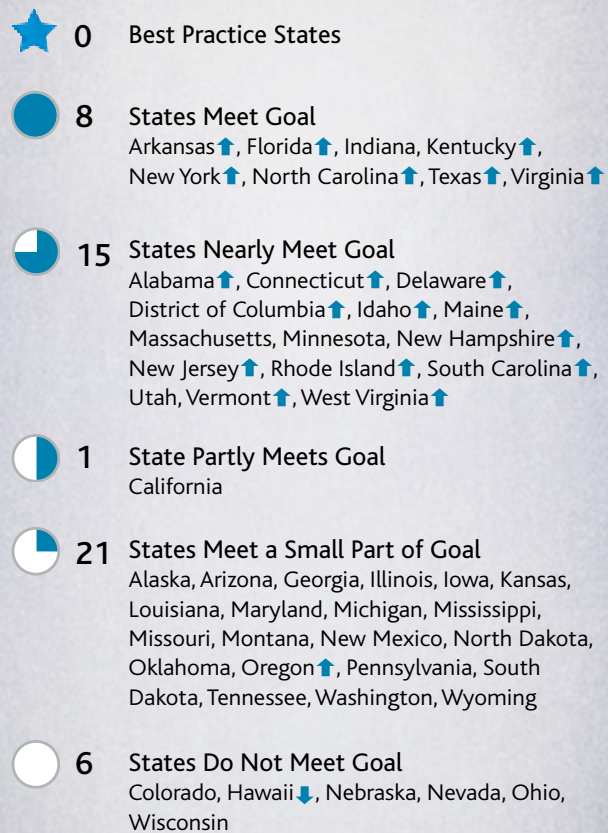 0 Best Practice States
8 States Meet Goal
Arkansas⬆, Florida⬆, Indiana, Kentucky⬆,
New York⬆, North Carolina⬆, Texas⬆, Virginia⬆
15 States Nearly Meet Goal
Alabama⬆, Connecticut⬆, Delaware⬆,
District of Columbia⬆, Idaho⬆, Maine⬆,
Massachusetts, Minnesota, New Hampshire⬆,
New Jersey⬆, Rhode Island⬆, South Carolina⬆,
Utah, Vermont⬆, West Virginia⬆
1 State Partly Meets Goal
California
21 States Meet a Small Part of Goal
Alaska, Arizona, Georgia, Illinois, Iowa, Kansas,
Louisiana, Maryland, Michigan, Mississippi,
Missouri, Montana, New Mexico, North Dakota,
Oklahoma, Oregon⬆, Pennsylvania, South
Dakota, Tennessee, Washington, Wyoming
6 States Do Not Meet Goal
Colorado, Hawaii⬇, Nebraska, Nevada, Ohio,
Wisconsin